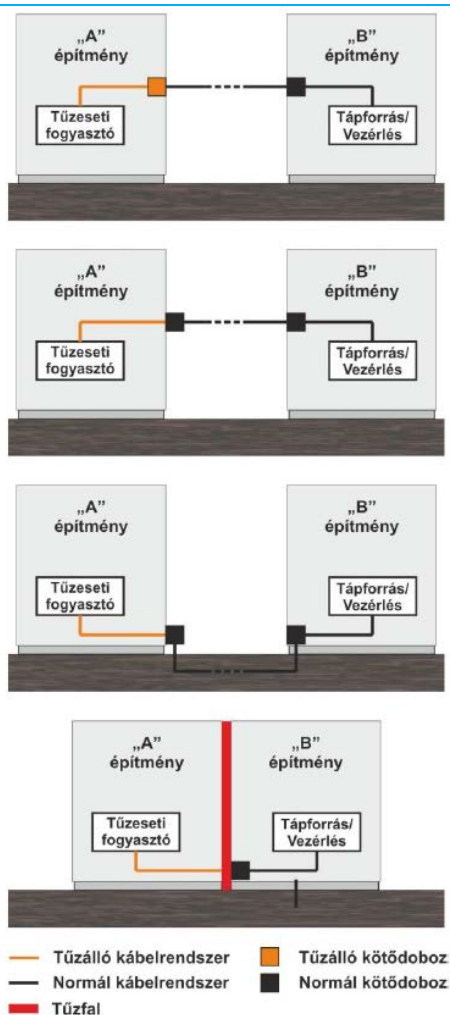 „A” építmény
„B” építmény
Tűzeseti fogyasztó
Tápforrás/ Vezérlés
„A” építmény
„B” építmény
Tűzeseti fogyasztó
Tápforrás/ Vezérlés
„A” építmény
„B” építmény
Tűzeseti fogyasztó
Tápforrás/ Vezérlés
„A” építmény
„B” építmény
Tűzeseti fogyasztó
Tápforrás/ Vezérlés
Tűzálló kábelrendszer
Tűzálló kötődoboz
Normál kábelrendszer
Normál kötődoboz
Tűzfal